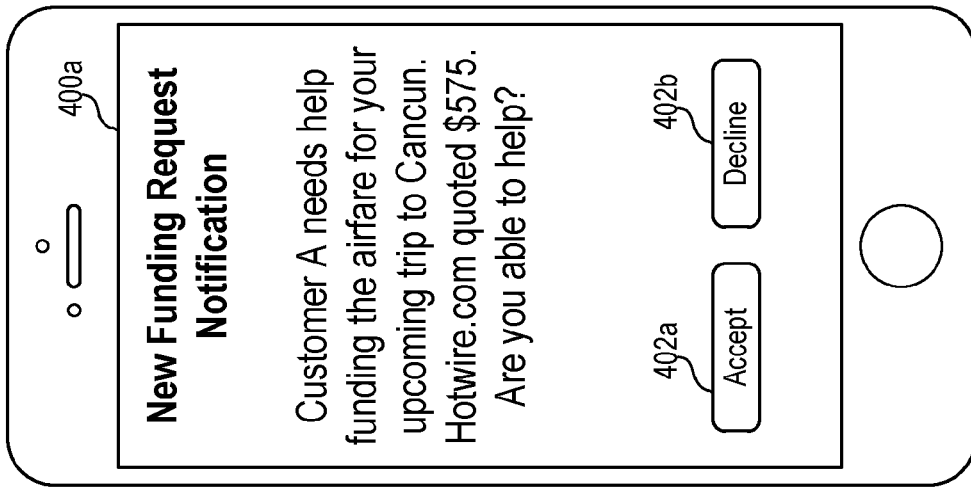 400a
New Funding Request
Notification
Customer A needs help
funding the airfare for your
upcoming trip to Cancun.
Hotwire.com quoted $575.
Are you able to help?
402a
402b
Accept
Decline